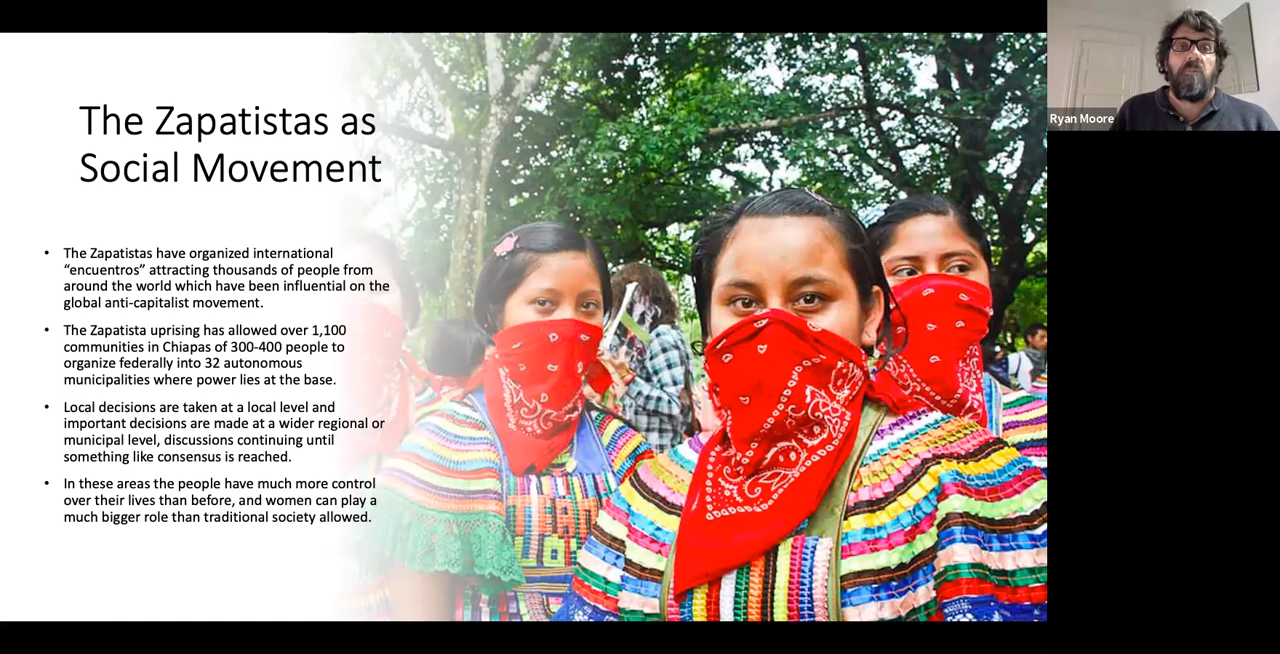 The Zapatistas as
Social Movement
• The Zapatistas have organized international
“encuentros” attracting thousands of people from
around the world which have been influential on the
global anti-capitalist movement.
• The Zapatista uprising has allowed over 1,100
communities in Chiapas of 300-400 people to
organize federally into 32 autonomous
municipalities where power lies at the base.
• Local decisions are taken at a local level and
important decisions are made at a wider regional or
municipal level, discussions continuing until
something like consensus is reached.
• In these areas the people have much more control
over their lives than before, and women can play a
much bigger role than traditional society allowed.
Ryan Moore